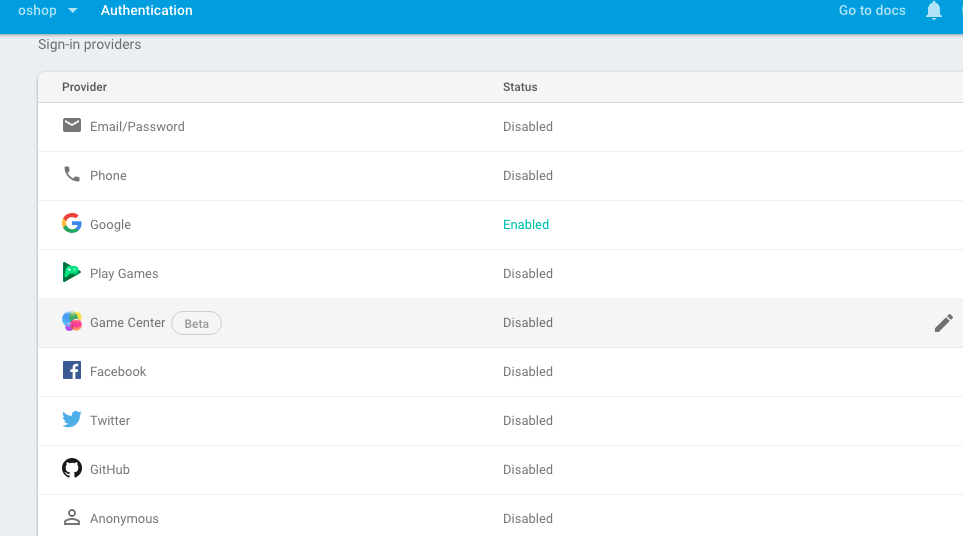 oshop Authentication Go to docs
Sign-in providers
Provider Status
Email/Password Disabled
Phone Disabled
Google Enabled
Play Games Disabled
Game Center Beta Disabled
Facebook Disabled
Twitter Disabled
GitHub Disabled
Anonymous Disabled